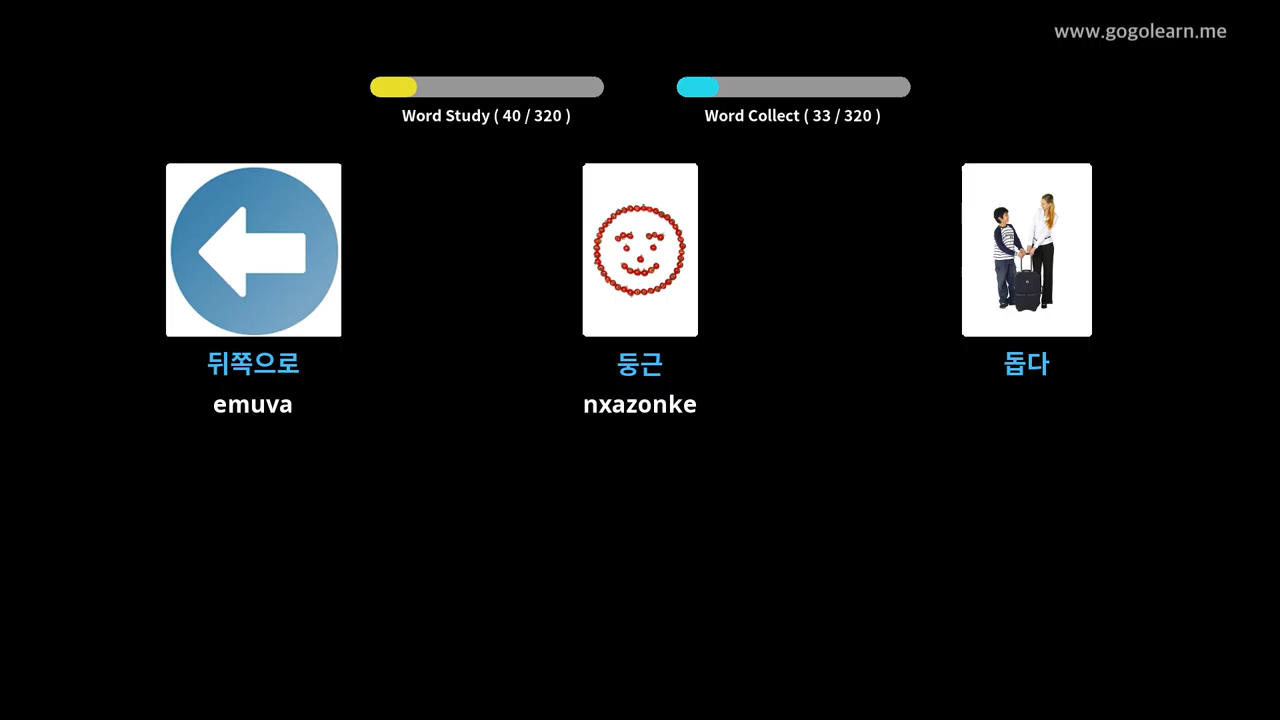 www.gogolearn.me
Word Study ( 40 / 320 )
Word Collect ( 33 / 320 )
뒤쪽으로
둥근
돕다
emuva
nxazonke